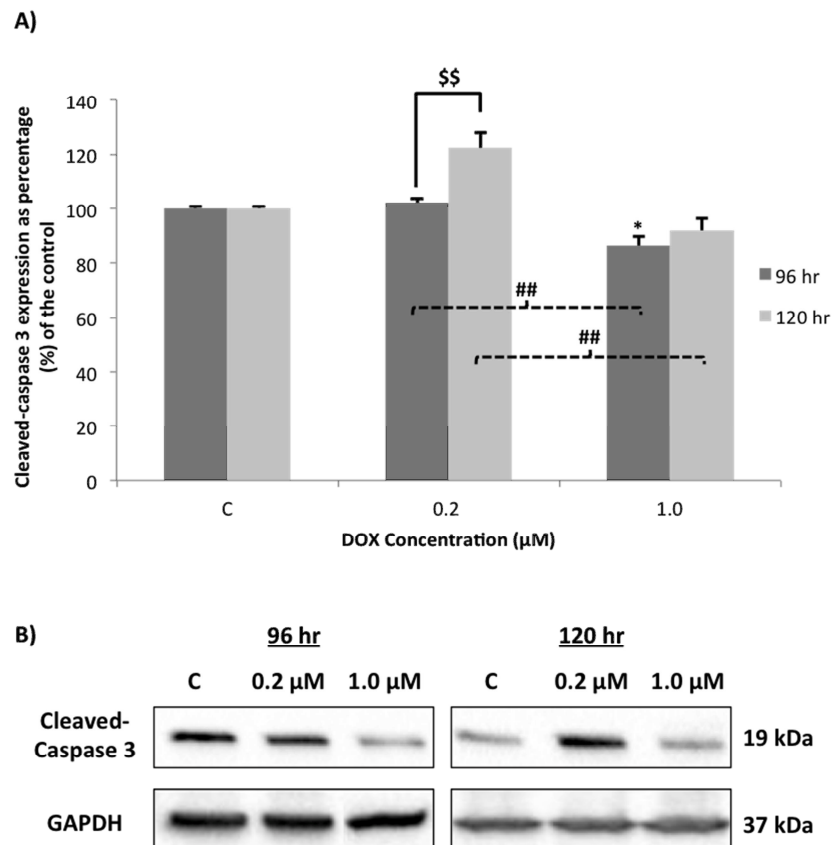 A)
Cleaved-caspase 3 expression as percentage
(%) of the control
140
120
100
80
60
40
20
0
$$
*
##
##
96 hr
120 hr
C
0.2
1.0
DOX Concentration (µM)
B)
96 hr
120 hr
C 0.2 µM 1.0 µM
C 0.2 µM 1.0 µM
Cleaved-
Caspase 3
19 kDa
GAPDH
37 kDa